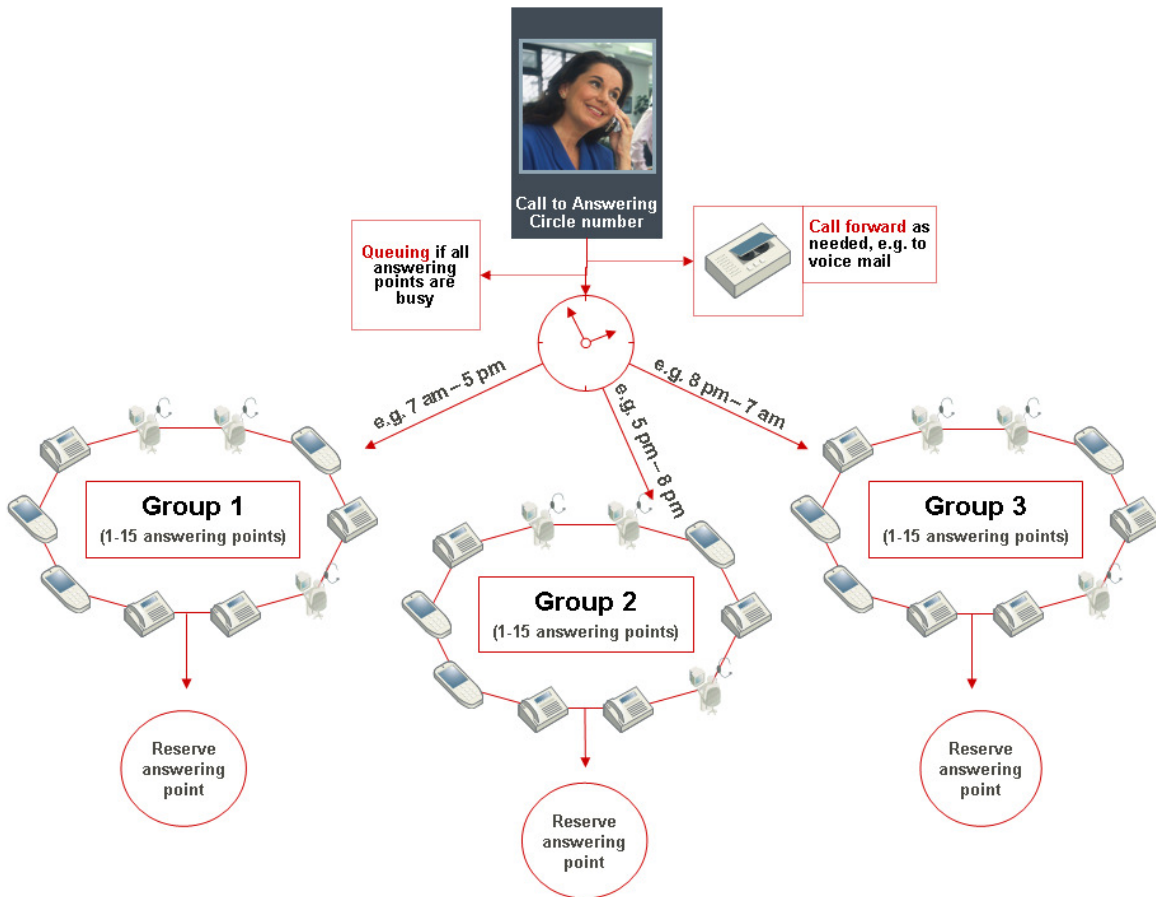 Call to Answering
Circle number
Queuing if all
answering
points are
busy
Call forward as
needed, e.g. to
voice mail
e.g. 7 am – 5 pm
e.g. 5 pm – 8 pm
e.g. 8 pm – 7 am
Group 1
(1-15 answering points)
Group 2
(1-15 answering points)
Group 3
(1-15 answering points)
Reserve
answering
point
Reserve
answering
point
Reserve
answering
point